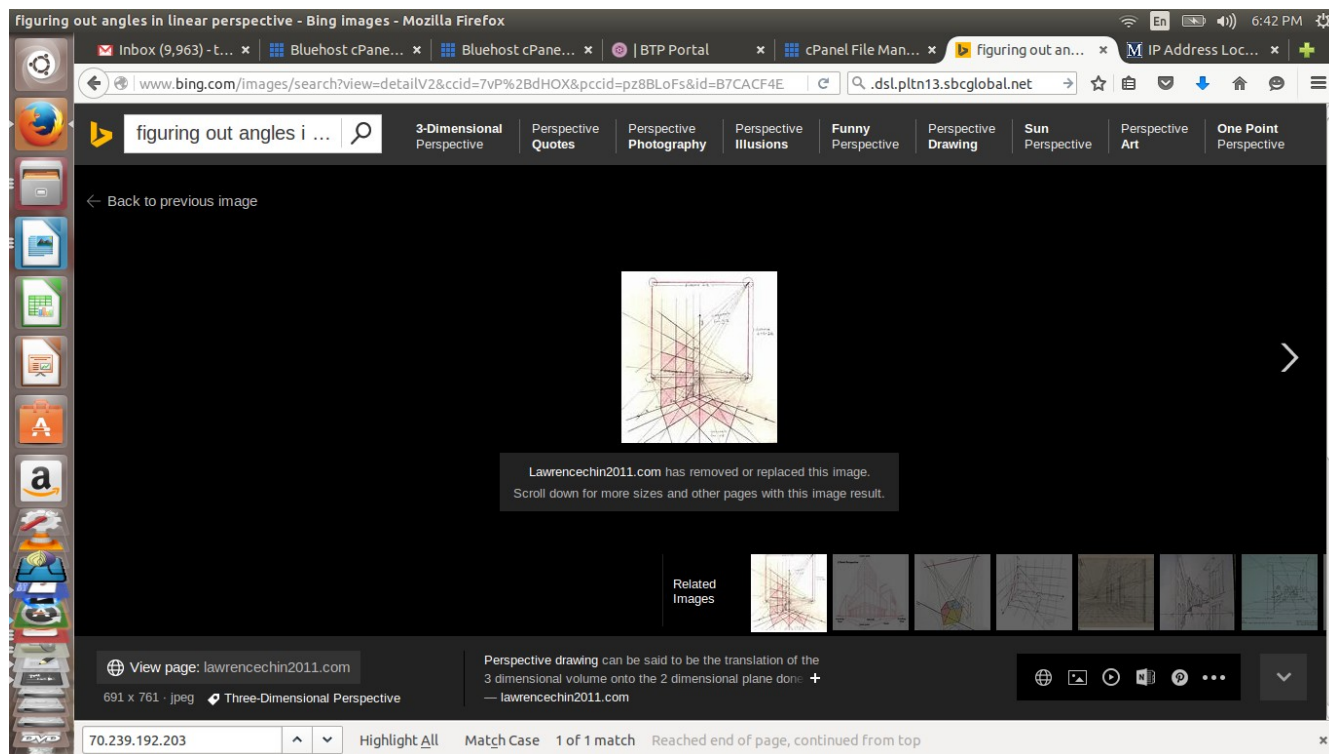 figuring out angles in linear perspective - Bing images - Mozilla Firefox
En
6:42 PM
Inbox (9,963) - t...
Bluehost cPane...
Bluehost cPane...
| BTP Portal
cPanel File Man...
figuring out an...
M IP Address Loc...
www.bing.com/images/search?view=detailV2&ccid=7vP%2BdHOX&pccid=pz8BLoFs&id=B7CACF4E
.dsl.pltn13.sbcglobal.net
figuring out angles i ...
3-Dimensional
Perspective
Perspective
Quotes
Perspective
Photography
Perspective
Illusions
Funny
Perspective
Perspective
Drawing
Sun
Perspective
Perspective
Art
One Point
Perspective
Back to previous image
Lawrencechin2011.com has removed or replaced this image.
Scroll down for more sizes and other pages with this image result.
Related
Images
View page: lawrencechin2011.com
691 x 761 · jpeg
Three-Dimensional Perspective
Perspective drawing can be said to be the translation of the
3 dimensional volume onto the 2 dimensional plane done +
— lawrencechin2011.com
70.239.192.203
Highlight All
Match Case
1 of 1 match
Reached end of page, continued from top